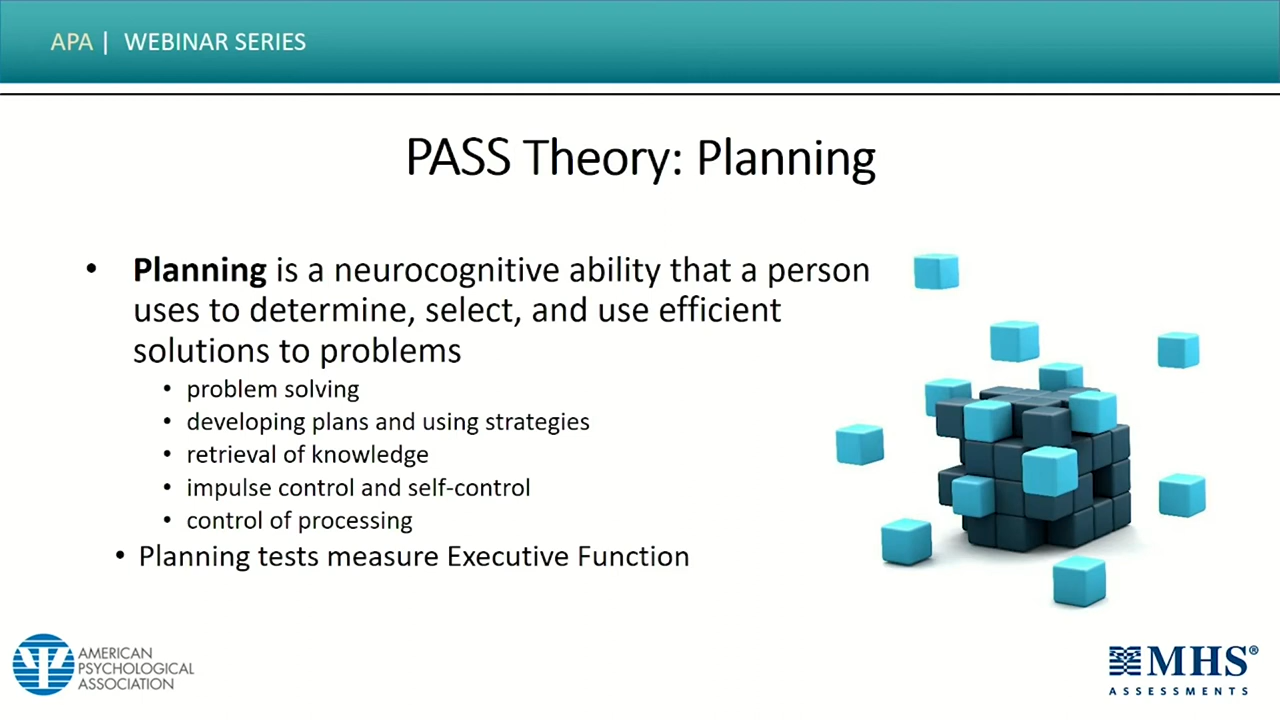 APA | WEBINAR SERIES
PASS Theory: Planning
• Planning is a neurocognitive ability that a person
uses to determine, select, and use efficient
solutions to problems
• problem solving
• developing plans and using strategies
• retrieval of knowledge
• impulse control and self-control
• control of processing
• Planning tests measure Executive Function
AMERICAN
PSYCHOLOGICAL
ASSOCIATION
MHS®
ASSESSMENTS